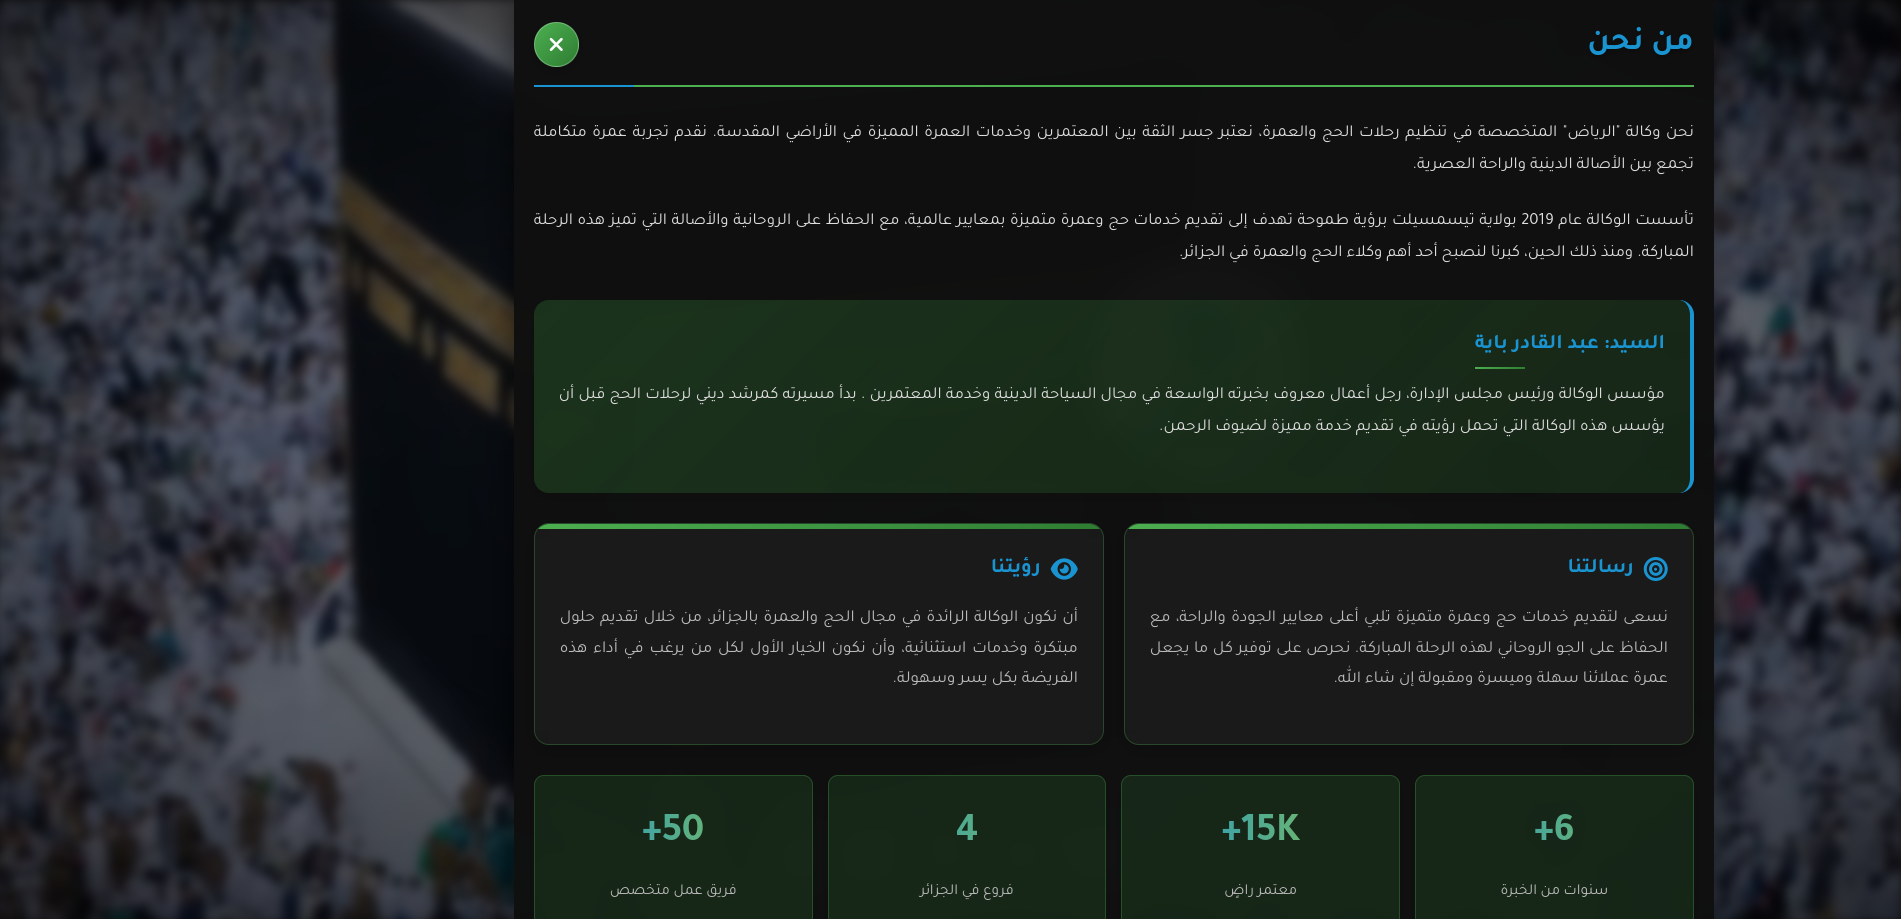 من نحن
نحن وكالة "الرياض" المتخصصة في تنظيم رحلات الحج والعمرة، نعتبر جسر الثقة بين المعتمرين وخدمات العمرة المميزة في الأراضي المقدسة. نقدم تجربة عمرة متكاملة
تجمع بين الأصالة الدينية والراحة العصرية.
تأسست الوكالة عام 2019 بولاية تيسمسيلت برؤية طموحة تهدف إلى تقديم خدمات حج وعمرة متميزة بمعايير عالمية، مع الحفاظ على الروحانية والأصالة التي تميز هذه الرحلة
المباركة. ومنذ ذلك الحين، كبرنا لنصبح أحد أهم وكلاء الحج والعمرة في الجزائر.
السيد: عبد القادر باية
مؤسس الوكالة ورئيس مجلس الإدارة، رجل أعمال معروف بخبرته الواسعة في مجال السياحة الدينية وخدمة المعتمرين . بدأ مسيرته كمرشد ديني لرحلات الحج قبل أن
يؤسس هذه الوكالة التي تحمل رؤيته في تقديم خدمة مميزة لضيوف الرحمن.
رسالتنا
نسعى لتقديم خدمات حج وعمرة متميزة تلبي أعلى معايير الجودة والراحة، مع
الحفاظ على الجو الروحاني لهذه الرحلة المباركة. نحرص على توفير كل ما يجعل
عمرة عملائنا سهلة وميسرة ومقبولة إن شاء الله.
رؤيتنا
أن نكون الوكالة الرائدة في مجال الحج والعمرة بالجزائر، من خلال تقديم حلول
مبتكرة وخدمات استثنائية، وأن نكون الخيار الأول لكل من يرغب في أداء هذه
الفريضة بكل يسر وسهولة.
+6
سنوات من الخبرة
+15K
معتمر راضٍ
4
فروع في الجزائر
+50
فريق عمل متخصص